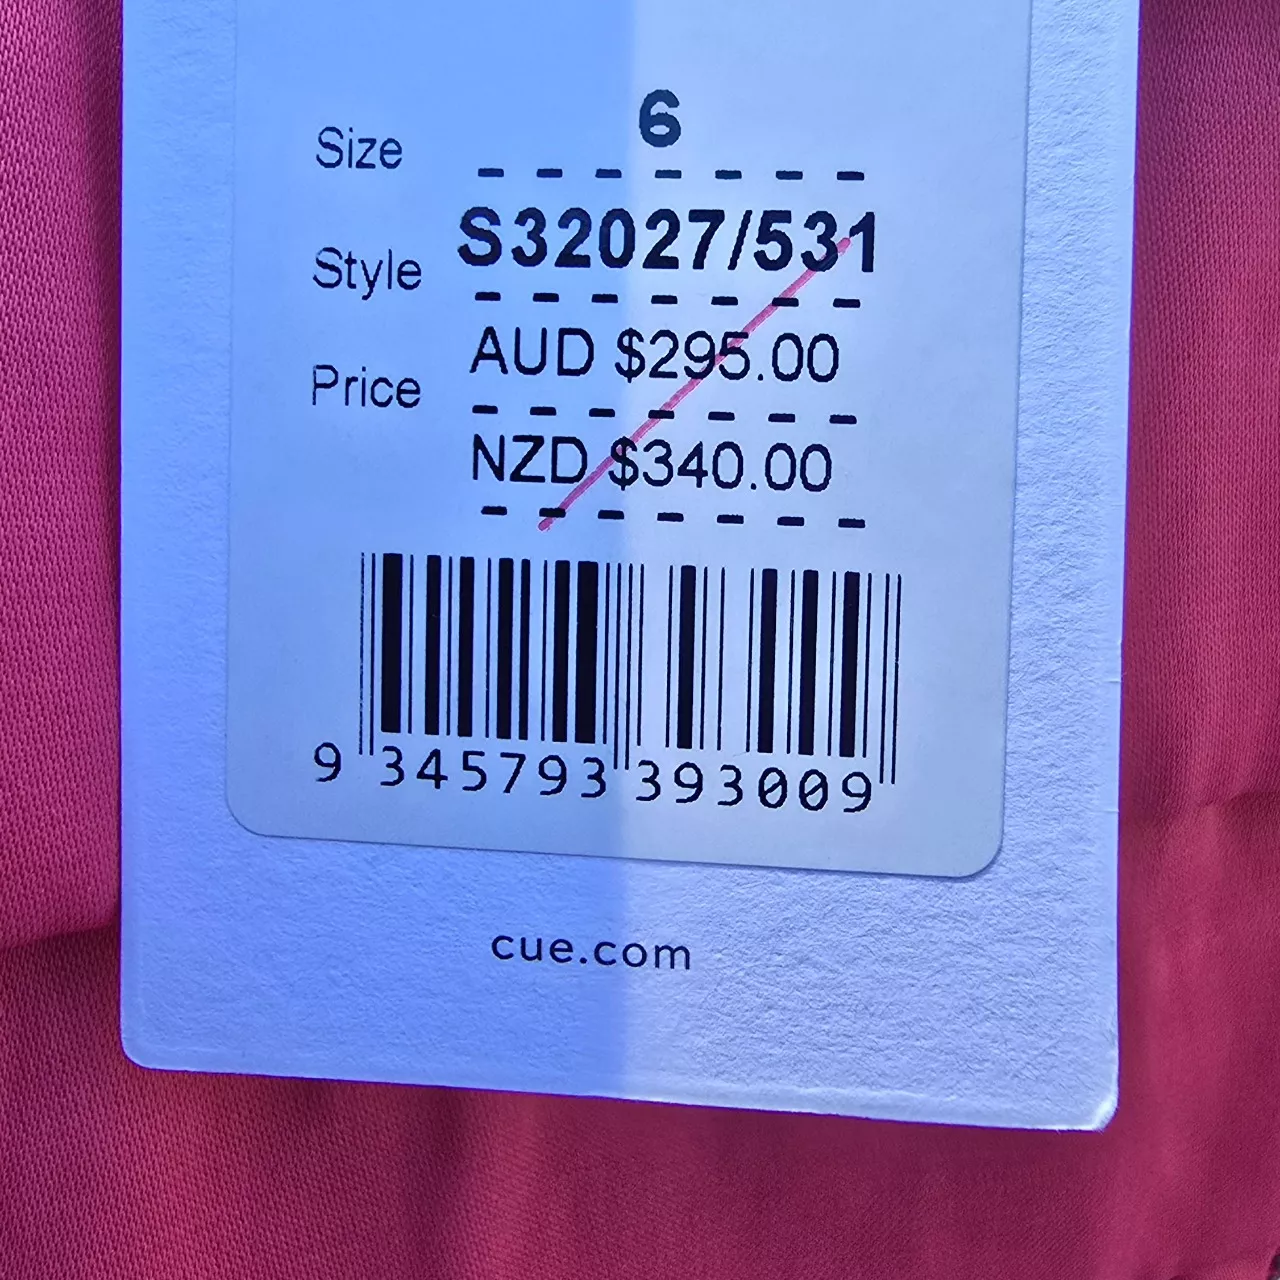 Size 6
Style S32027/531
Price AUD $295.00
NZD $340.00
9 345793 393009
cue.com